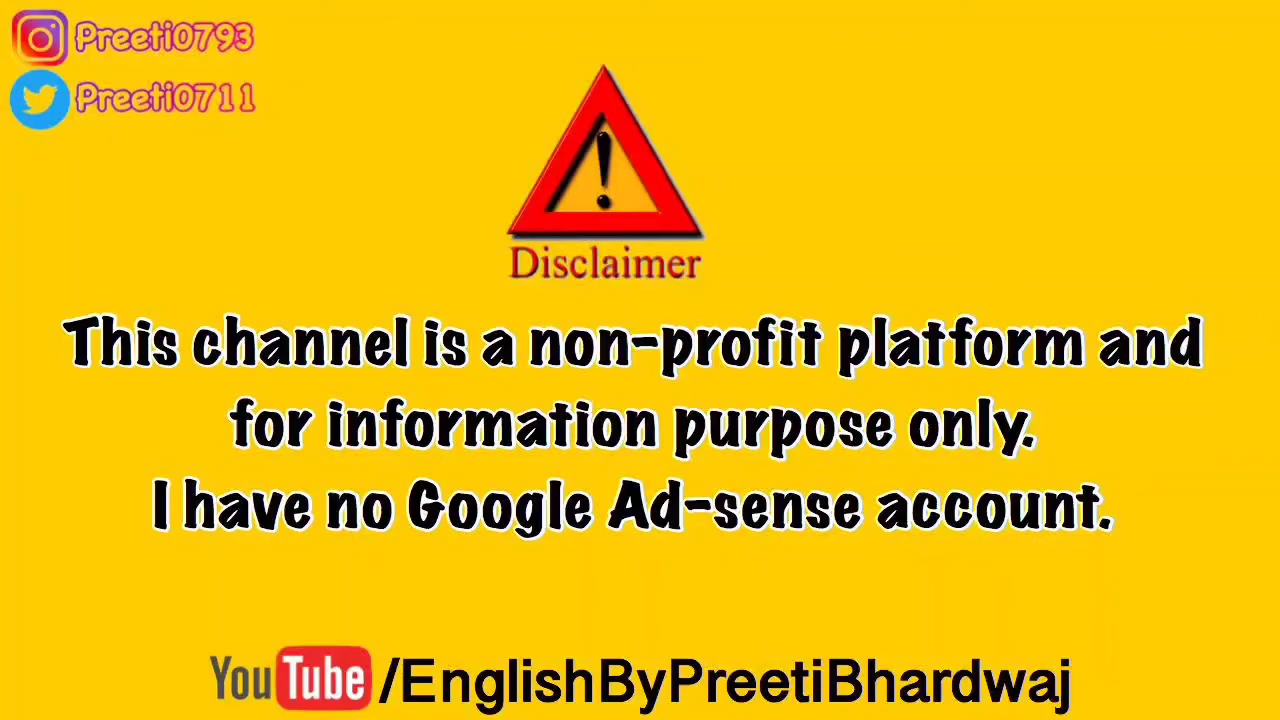 Preeti0793
Preeti0711
!
Disclaimer
This channel is a non-profit platform and
for information purpose only.
I have no Google Ad-sense account.
YouTube/EnglishByPreetiBhardwaj